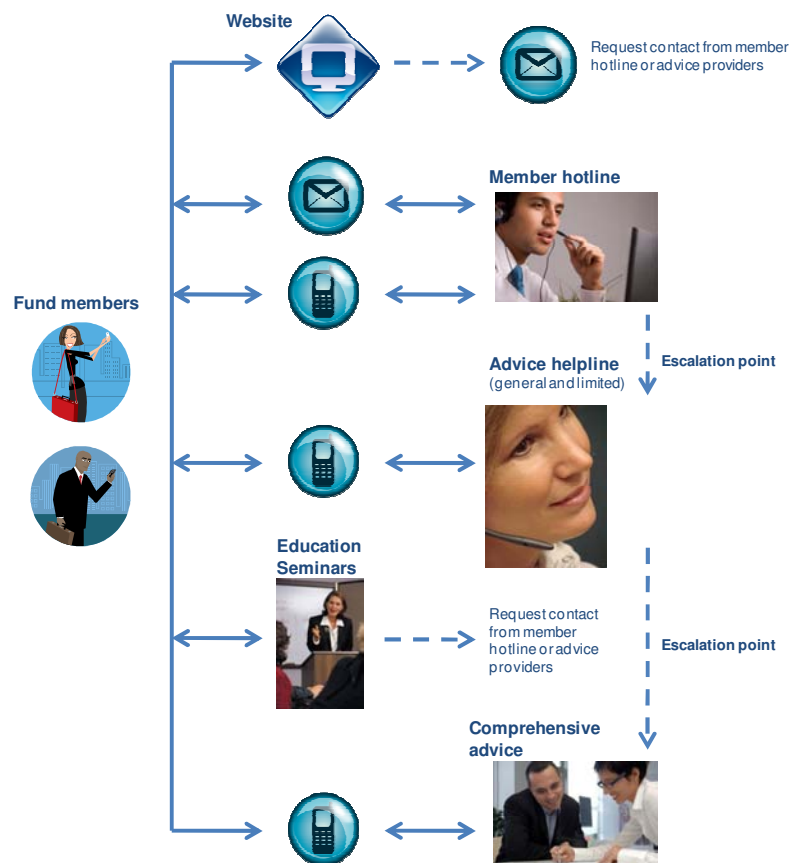 Website
Request contact from member
hotline or advice providers
Member hotline
Fund members
Advice helpline
(general and limited)
Escalation point
Education
Seminars
Request contact
from member
hotline or advice
providers
Escalation point
Comprehensive
advice